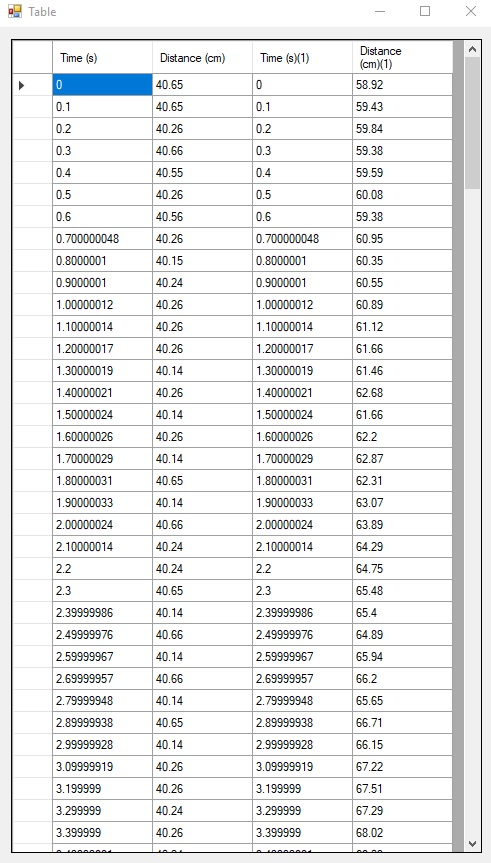 Table
Time (s) Distance (cm) Time (s)(1) Distance (cm)(1)
0 40.65 0 58.92
0.1 40.65 0.1 59.43
0.2 40.26 0.2 59.84
0.3 40.66 0.3 59.38
0.4 40.55 0.4 59.59
0.5 40.26 0.5 60.08
0.6 40.56 0.6 59.38
0.700000048 40.26 0.700000048 60.95
0.8000001 40.15 0.8000001 60.35
0.9000001 40.24 0.9000001 60.55
1.00000012 40.26 1.00000012 60.89
1.10000014 40.26 1.10000014 61.12
1.20000017 40.26 1.20000017 61.66
1.30000019 40.14 1.30000019 61.46
1.40000021 40.26 1.40000021 62.68
1.50000024 40.14 1.50000024 61.66
1.60000026 40.26 1.60000026 62.2
1.70000029 40.14 1.70000029 62.87
1.80000031 40.65 1.80000031 62.31
1.90000033 40.14 1.90000033 63.07
2.00000024 40.66 2.00000024 63.89
2.10000014 40.24 2.10000014 64.29
2.2 40.24 2.2 64.75
2.3 40.65 2.3 65.48
2.39999986 40.14 2.39999986 65.4
2.49999976 40.66 2.49999976 64.89
2.59999967 40.14 2.59999967 65.94
2.69999957 40.66 2.69999957 66.2
2.79999948 40.14 2.79999948 65.65
2.89999938 40.65 2.89999938 66.71
2.99999928 40.14 2.99999928 66.15
3.09999919 40.26 3.09999919 67.22
3.199999 40.26 3.199999 67.51
3.299999 40.24 3.299999 67.29
3.399999 40.26 3.399999 68.02